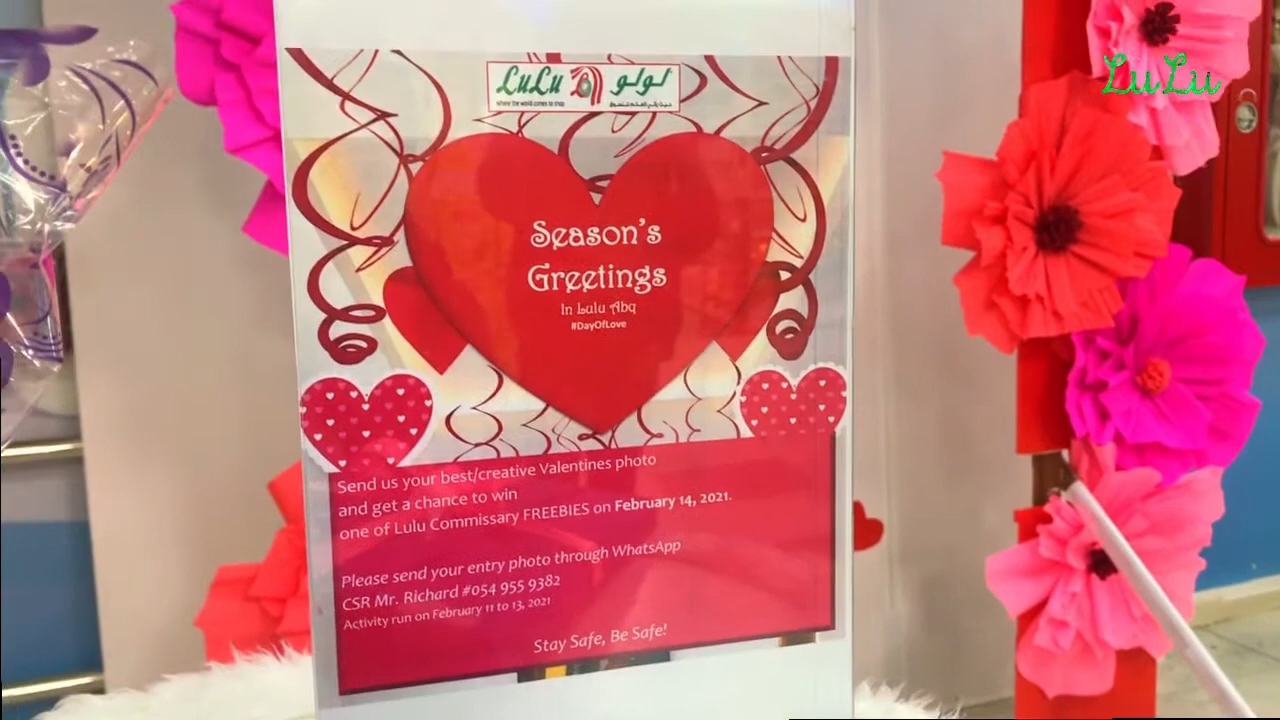 LuLu لولو
where the world comes to shop
LuLu
Season's
Greetings
In Lulu Abq
#DayOfLove
Send us your best/creative Valentines photo
and get a chance to win
one of Lulu Commissary FREEBIES on February 14, 2021.
Please send your entry photo through WhatsApp
CSR Mr. Richard #054 955 9382
Activity run on February 11 to 13, 2021
Stay Safe, Be Safe!